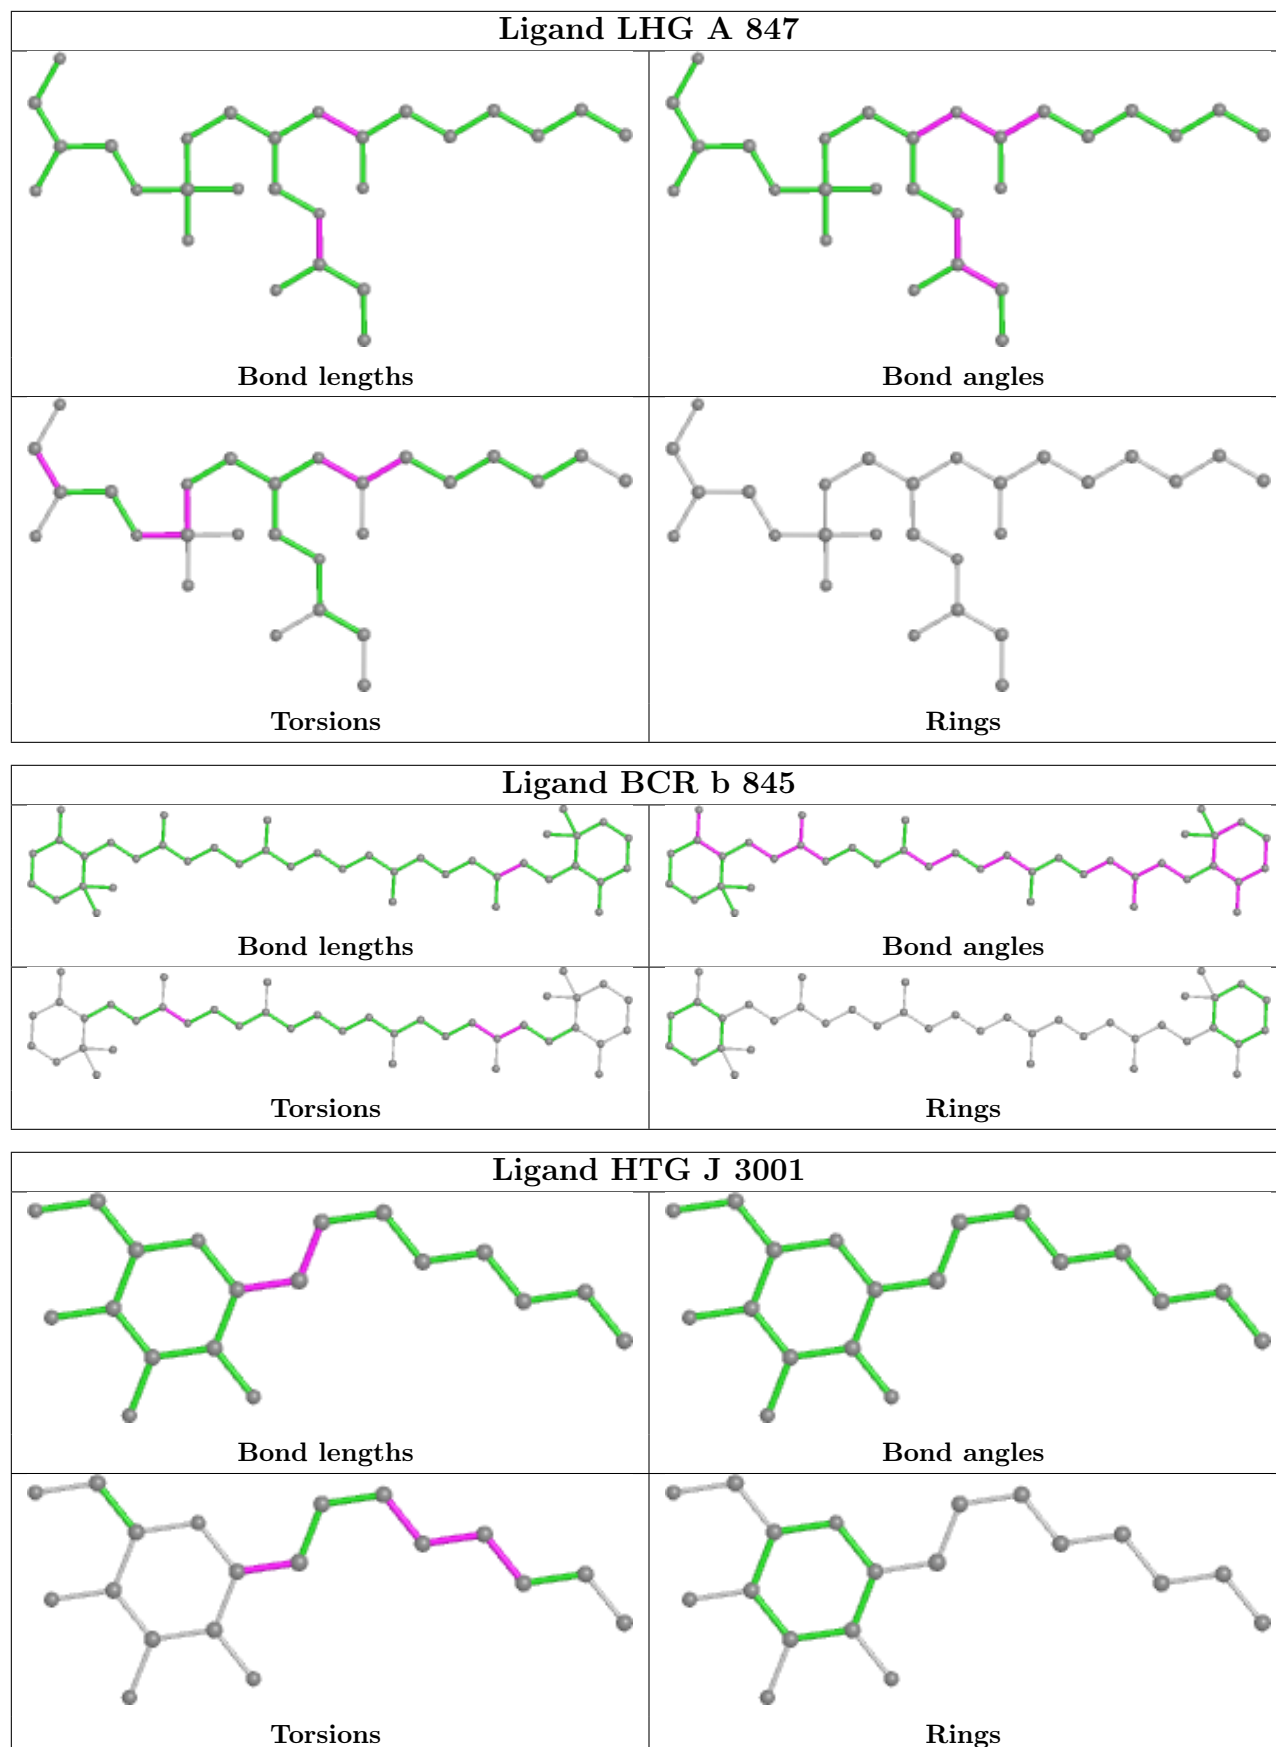 Ligand LHG A 847
Bond lengths
Bond angles
Torsions
Rings
Ligand BCR b 845
Bond lengths
Bond angles
Torsions
Rings
Ligand HTG J 3001
Bond lengths
Bond angles
Torsions
Rings